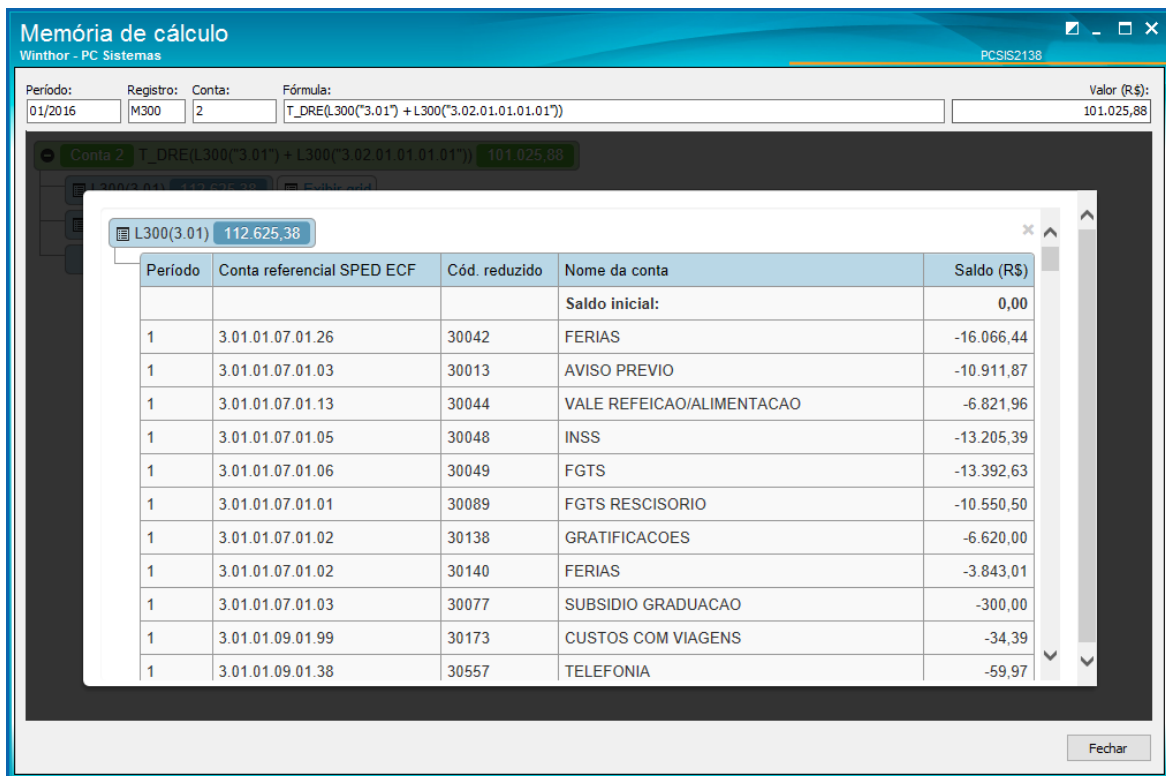 Memória de cálculo
Winthor - PC Sistemas
PCSIS2138
Período: Registro: Conta: Fórmula: Valor (R$):
01/2016 M300 2 T_DRE(L300("3.01") + L300("3.02.01.01.01.01")) 101.025,88
Conta 2 T_DRE(L300("3.01") + L300("3.02.01.01.01.01")) 101.025,88
L300(3.01) 112.625,38 Exibir grid
L300(3.01) 112.625,38
Período Conta referencial SPED ECF Cód. reduzido Nome da conta Saldo (R$)
Saldo inicial: 0,00
1 3.01.01.07.01.26 30042 FERIAS -16.066,44
1 3.01.01.07.01.03 30013 AVISO PREVIO -10.911,87
1 3.01.01.07.01.13 30044 VALE REFEICAO/ALIMENTACAO -6.821,96
1 3.01.01.07.01.05 30048 INSS -13.205,39
1 3.01.01.07.01.06 30049 FGTS -13.392,63
1 3.01.01.07.01.01 30089 FGTS RESCISORIO -10.550,50
1 3.01.01.07.01.02 30138 GRATIFICACOES -6.620,00
1 3.01.01.07.01.02 30140 FERIAS -3.843,01
1 3.01.01.07.01.03 30077 SUBSIDIO GRADUACAO -300,00
1 3.01.01.09.01.99 30173 CUSTOS COM VIAGENS -34,39
1 3.01.01.09.01.38 30557 TELEFONIA -59,97
Fechar